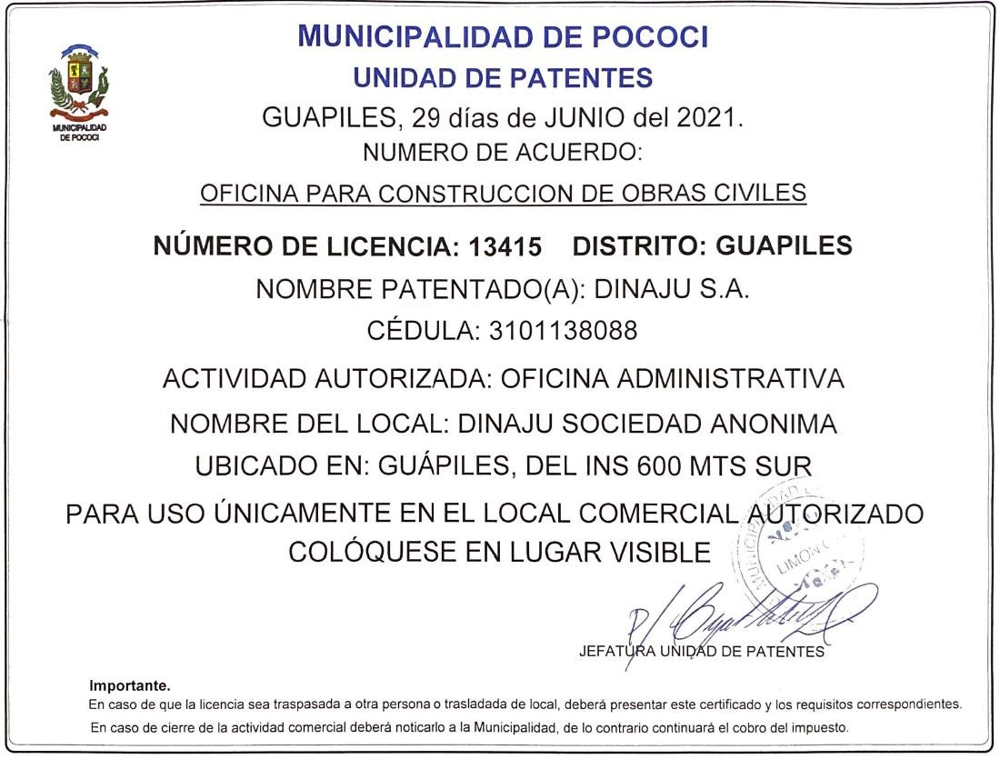 MUNICIPALIDAD DE POCOCI
UNIDAD DE PATENTES
GUAPILES, 29 días de JUNIO del 2021.
MUNICIPALIDAD
DE POCOCI
NUMERO DE ACUERDO:
OFICINA PARA CONSTRUCCION DE OBRAS CIVILES
NÚMERO DE LICENCIA: 13415 DISTRITO: GUAPILES
NOMBRE PATENTADO(A): DINAJU S.A.
CÉDULA: 3101138088
ACTIVIDAD AUTORIZADA: OFICINA ADMINISTRATIVA
NOMBRE DEL LOCAL: DINAJU SOCIEDAD ANONIMA
UBICADO EN: GUÁPILES, DEL INS 600 MTS SUR
PARA USO ÚNICAMENTE EN EL LOCAL COMERCIAL AUTORIZADO
COLÓQUESE EN LUGAR VISIBLE
LIMON
P/
JEFATURA UNIDAD DE PATENTES
Importante.
En caso de que la licencia sea traspasada a otra persona o trasladada de local, deberá presentar este certificado y los requisitos correspondientes.
En caso de cierre de la actividad comercial deberá noticarlo a la Municipalidad, de lo contrario continuará el cobro del impuesto.